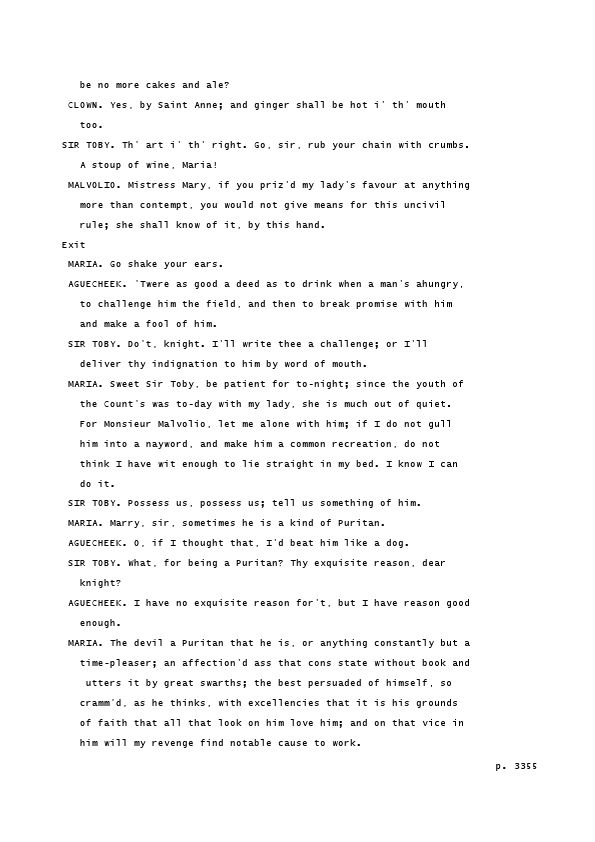 be no more cakes and ale?
CLOWN. Yes, by Saint Anne; and ginger shall be hot i' th' mouth
too.
SIR TOBY. Th' art i' th' right. Go, sir, rub your chain with crumbs.
A stoup of wine, Maria!
MALVOLIO. Mistress Mary, if you priz'd my lady's favour at anything
more than contempt, you would not give means for this uncivil
rule; she shall know of it, by this hand.
Exit
MARIA. Go shake your ears.
AGUECHEEK. 'Twere as good a deed as to drink when a man's ahungry,
to challenge him the field, and then to break promise with him
and make a fool of him.
SIR TOBY. Do't, knight. I'll write thee a challenge; or I'll
deliver thy indignation to him by word of mouth.
MARIA. Sweet Sir Toby, be patient for to-night; since the youth of
the Count's was to-day with my lady, she is much out of quiet.
For Monsieur Malvolio, let me alone with him; if I do not gull
him into a nayword, and make him a common recreation, do not
think I have wit enough to lie straight in my bed. I know I can
do it.
SIR TOBY. Possess us, possess us; tell us something of him.
MARIA. Marry, sir, sometimes he is a kind of Puritan.
AGUECHEEK. O, if I thought that, I'd beat him like a dog.
SIR TOBY. What, for being a Puritan? Thy exquisite reason, dear
knight?
AGUECHEEK. I have no exquisite reason for't, but I have reason good
enough.
MARIA. The devil a Puritan that he is, or anything constantly but a
time-pleaser; an affection'd ass that cons state without book and
utters it by great swarths; the best persuaded of himself, so
cramm'd, as he thinks, with excellencies that it is his grounds
of faith that all that look on him love him; and on that vice in
him will my revenge find notable cause to work.
p. 3355